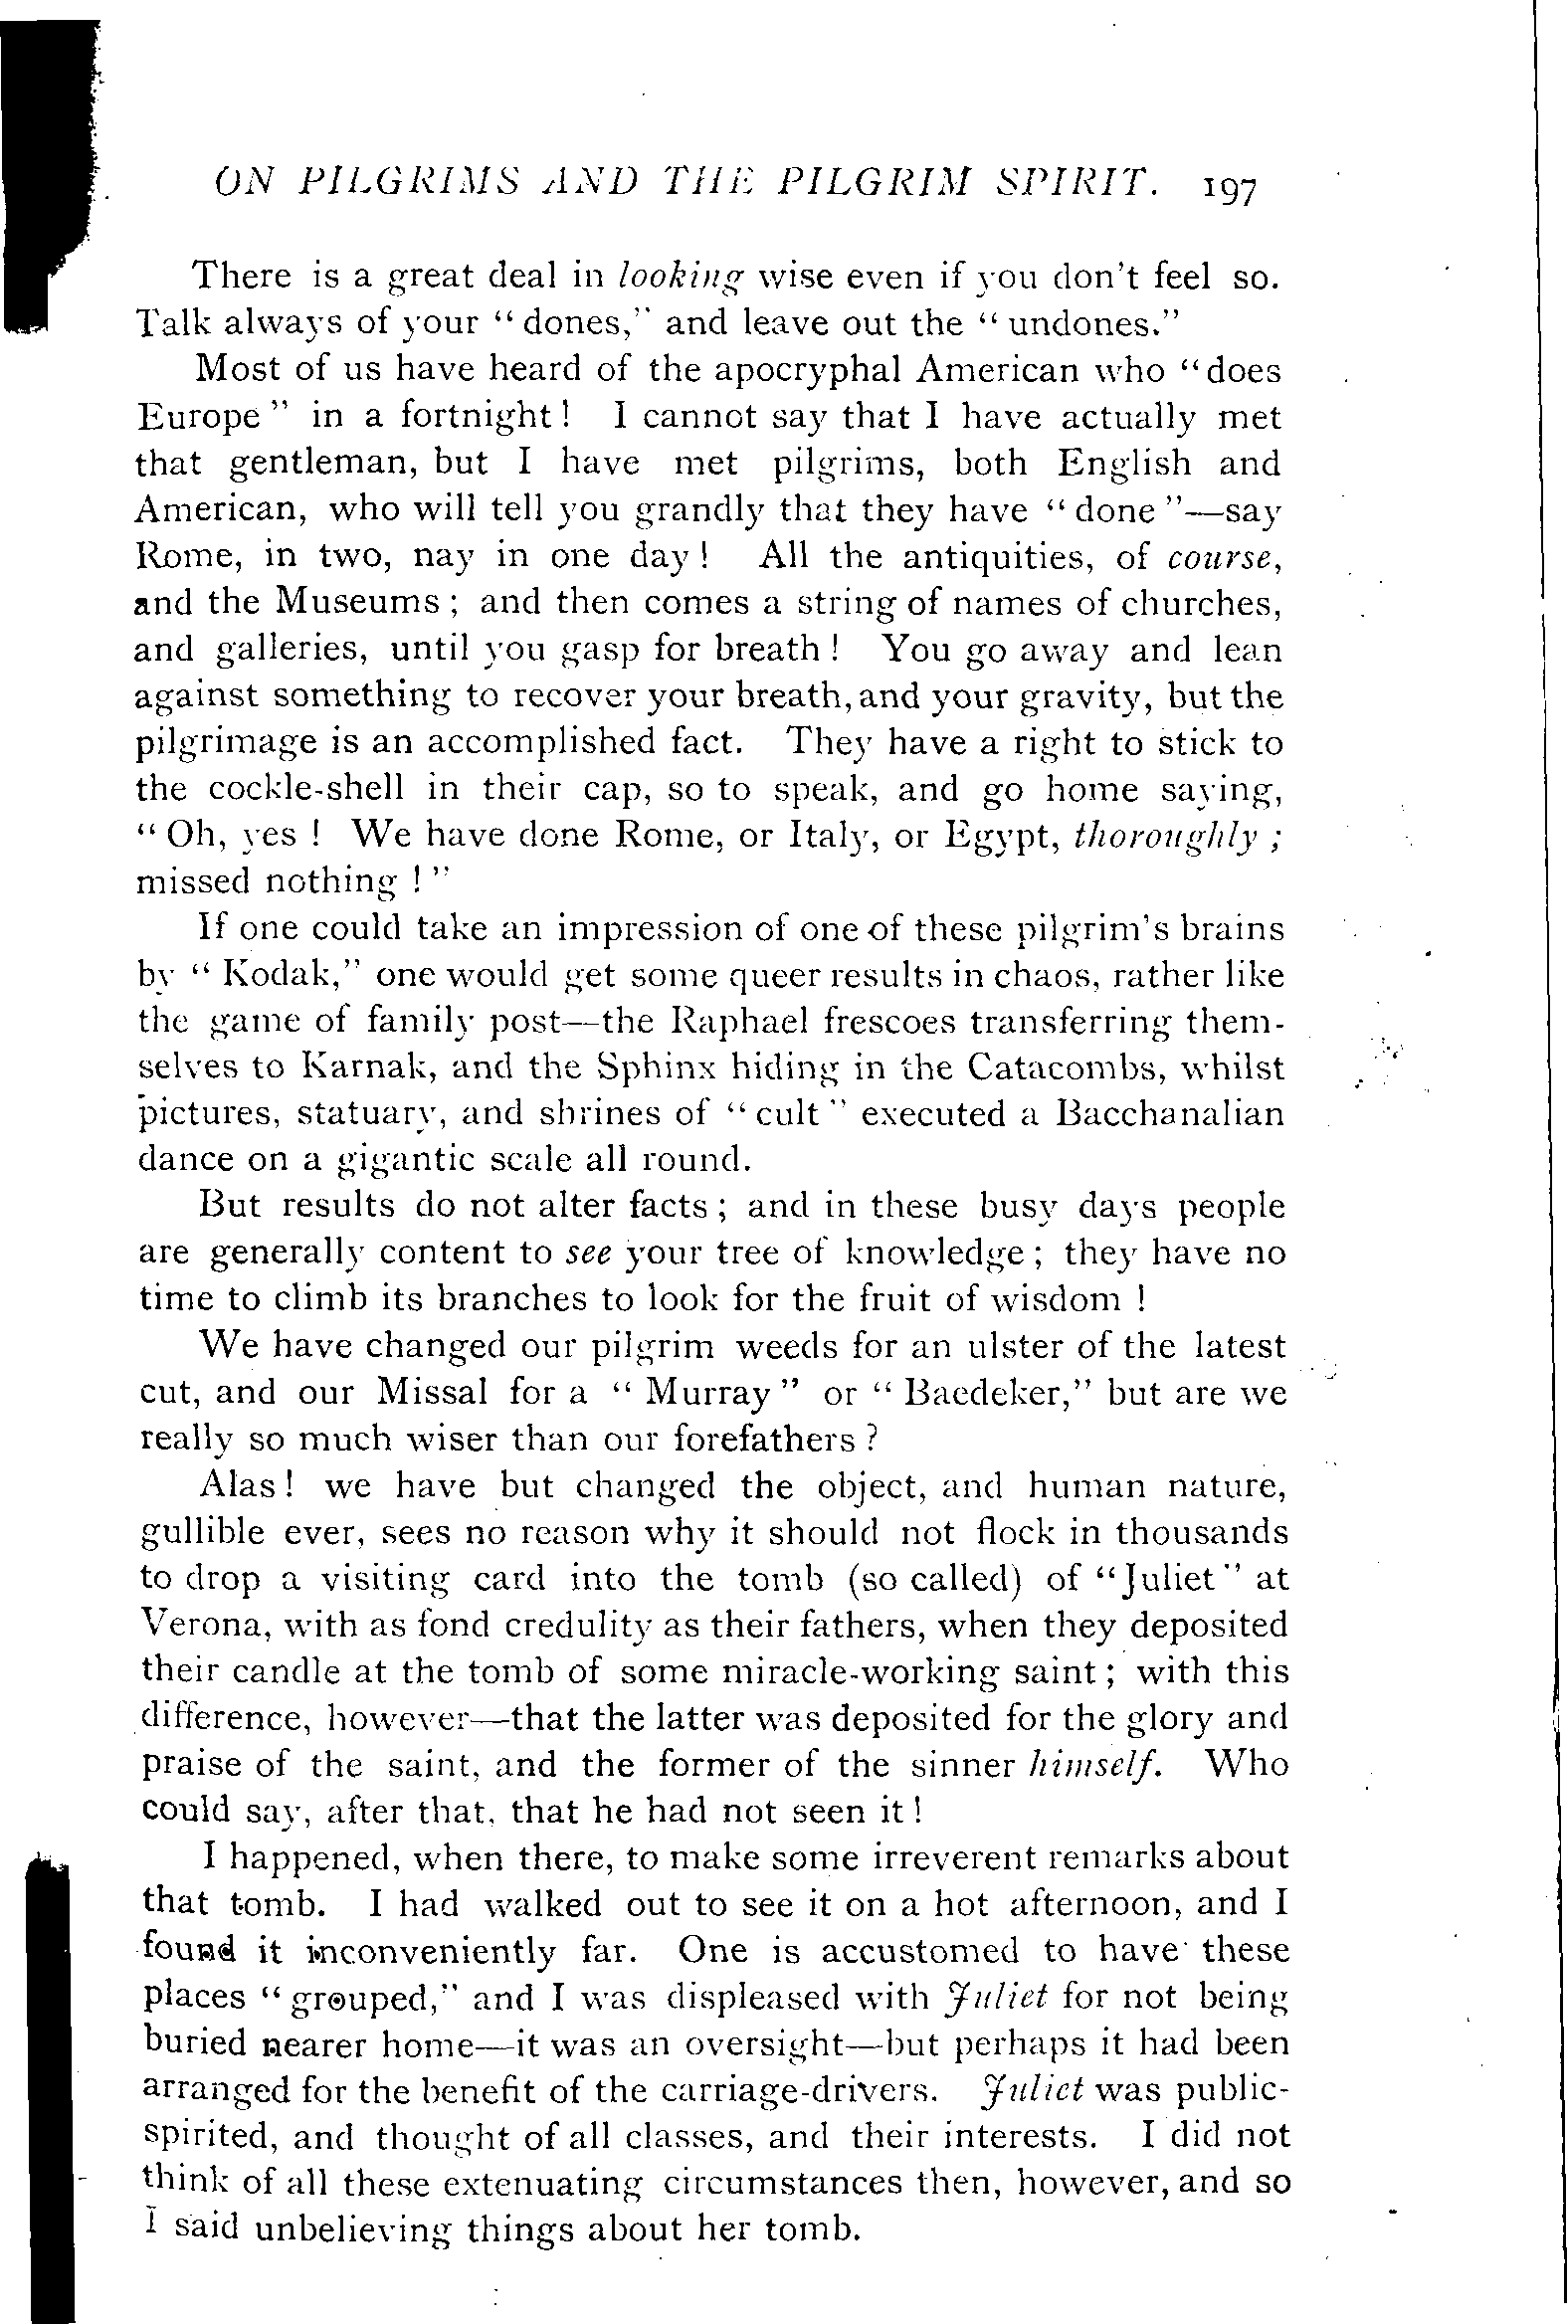 ON PILGRIMS AND THE PILGRIM SPIRIT. 197
There is a great deal in looking wise even if you don't feel so.
Talk always of your "dones," and leave out the "undones."
Most of us have heard of the apocryphal American who "does
Europe" in a fortnight! I cannot say that I have actually met
that gentleman, but I have met pilgrims, both English and
American, who will tell you grandly that they have "done"—say
Rome, in two, nay in one day! All the antiquities, of course,
and the Museums; and then comes a string of names of churches,
and galleries, until you gasp for breath! You go away and lean
against something to recover your breath, and your gravity, but the
pilgrimage is an accomplished fact. They have a right to stick to
the cockle-shell in their cap, so to speak, and go home saying,
"Oh, yes! We have done Rome, or Italy, or Egypt, thoroughly;
missed nothing!"
If one could take an impression of one of these pilgrim's brains
by "Kodak," one would get some queer results in chaos, rather like
the game of family post—the Raphael frescoes transferring them-
selves to Karnak, and the Sphinx hiding in the Catacombs, whilst
pictures, statuary, and shrines of "cult" executed a Bacchanalian
dance on a gigantic scale all round.
But results do not alter facts; and in these busy days people
are generally content to see your tree of knowledge; they have no
time to climb its branches to look for the fruit of wisdom!
We have changed our pilgrim weeds for an ulster of the latest
cut, and our Missal for a "Murray" or "Baedeker," but are we
really so much wiser than our forefathers?
Alas! we have but changed the object, and human nature,
gullible ever, sees no reason why it should not flock in thousands
to drop a visiting card into the tomb (so called) of "Juliet" at
Verona, with as fond credulity as their fathers, when they deposited
their candle at the tomb of some miracle-working saint; with this
difference, however—that the latter was deposited for the glory and
praise of the saint, and the former of the sinner himself. Who
could say, after that, that he had not seen it!
I happened, when there, to make some irreverent remarks about
that tomb. I had walked out to see it on a hot afternoon, and I
found it inconveniently far. One is accustomed to have these
places "grouped," and I was displeased with Juliet for not being
buried nearer home—it was an oversight—but perhaps it had been
arranged for the benefit of the carriage-drivers. Juliet was public-
spirited, and thought of all classes, and their interests. I did not
think of all these extenuating circumstances then, however, and so
I said unbelieving things about her tomb.